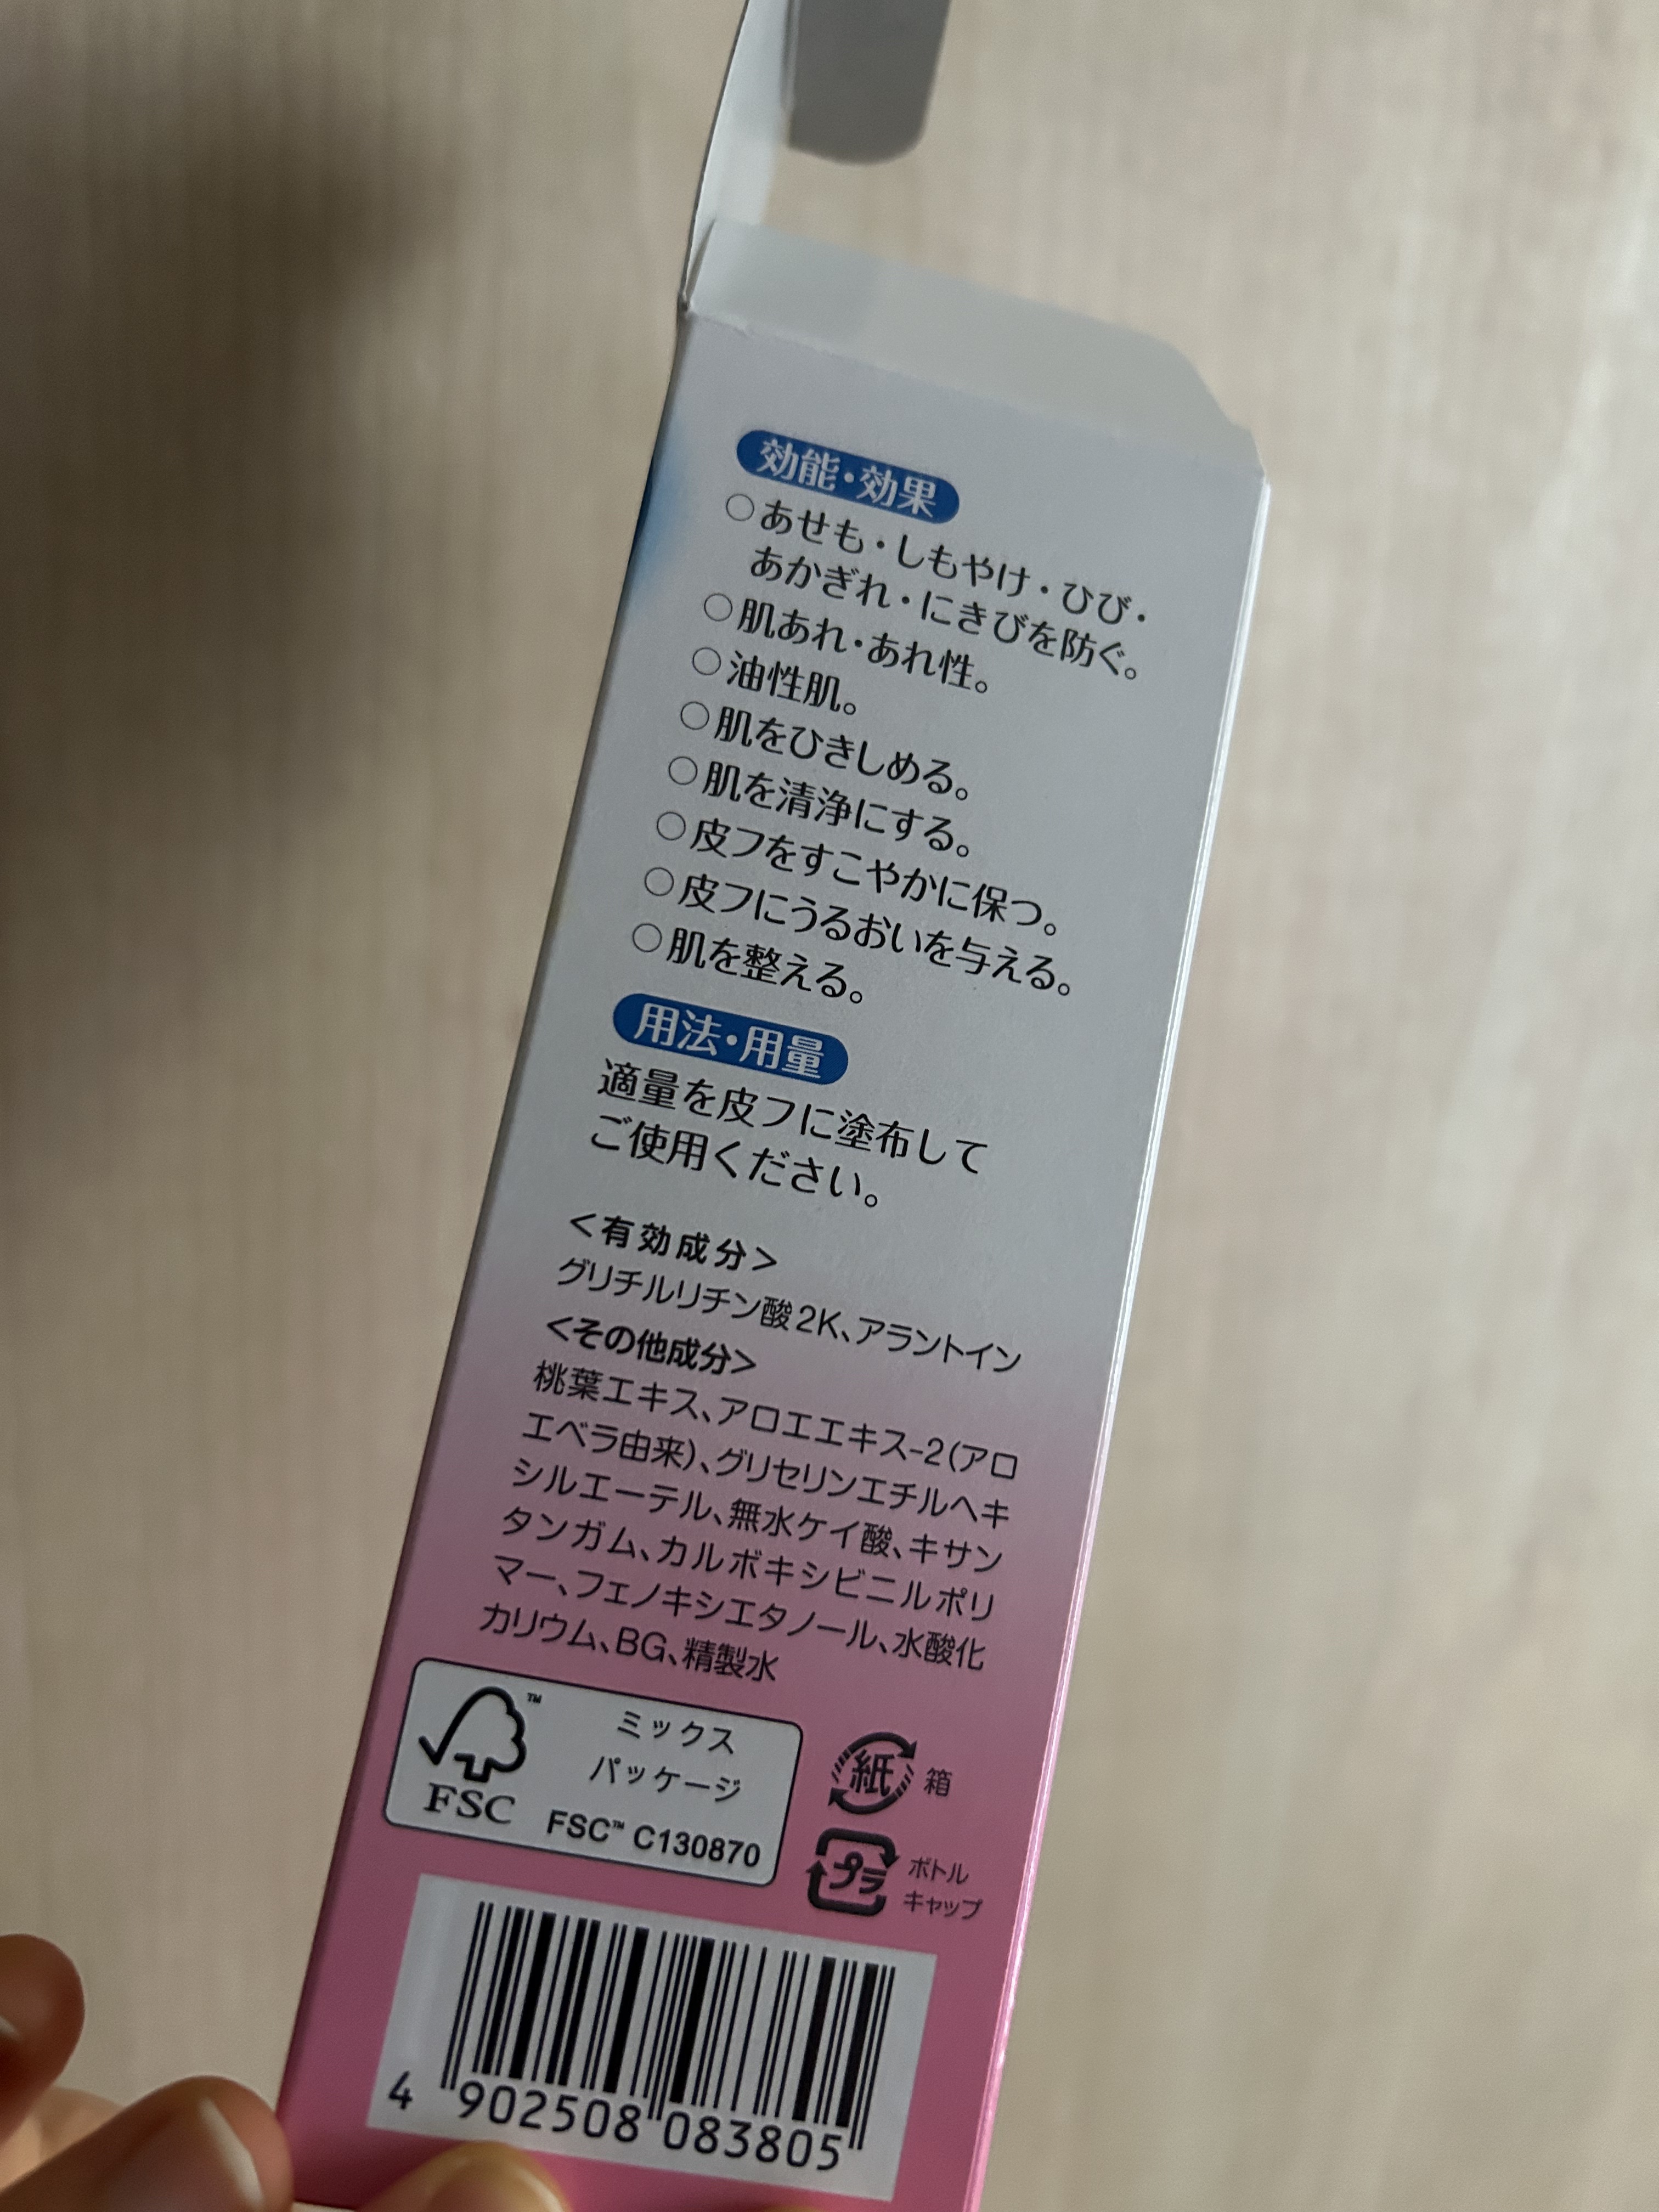 効能・効果
○あせも・しもやけ・ひび・
あかぎれ・にきびを防ぐ。
○肌あれ・あれ性。
○油性肌。
○肌をひきしめる。
○肌を清浄にする。
○皮フをすこやかに保つ。
○皮フにうるおいを与える。
○肌を整える。
用法・用量
適量を皮フに塗布して
ご使用ください。
<有効成分>
グリチルリチン酸2K、アラントイン
<その他成分>
桃葉エキス、アロエエキス-2(アロ
エベラ由来)、グリセリンエチルヘキ
シルエーテル、無水ケイ酸、キサン
タンガム、カルボキシビニルポリ
マー、フェノキシエタノール、水酸化
カリウム、BG、精製水
™
FSC
ミックス
パッケージ
FSC™ C130870
紙 箱
プラ ボトル
キャップ
4 902508 083805